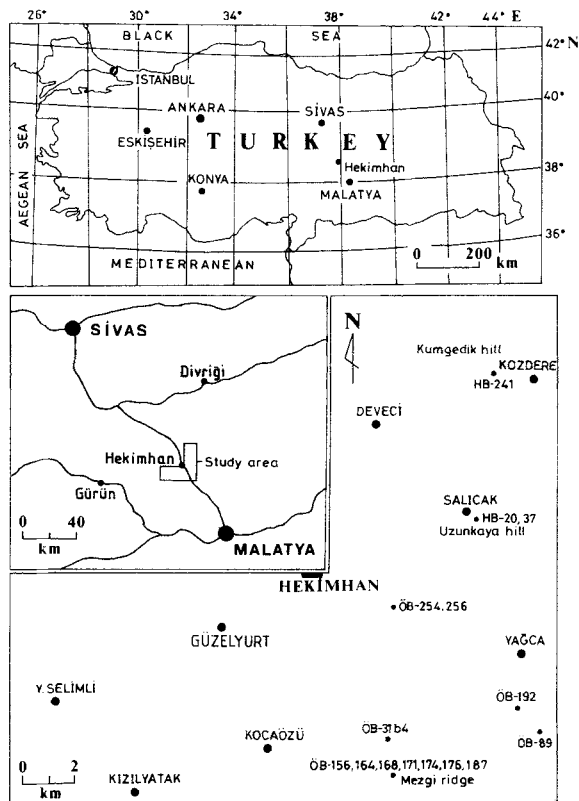 26° 30° 34° 38° 42° 44° E
BLACK SEA
42°N
İSTANBUL
40°
ANKARA
SİVAS
ESKİŞEHİR
TURKEY
Hekimhan
38°
KONYA
MALATYA
AEGEAN SEA
36°
0 200
km
MEDITERRANEAN
SİVAS
Divriği
Hekimhan
Study area
Gürün
0 40
km
MALATYA
N
Kumgedik hill
KOZDERE
HB-241
DEVECİ
SALICAK
HB-20,37
Uzunkaya hill
HEKİMHAN
ÖB-254,256
GÜZELYURT
YAĞCA
Y.SELİMLİ
ÖB-192
ÖB-31b4
ÖB-89
KOCAÖZÜ
0 2
km
ÖB-156,164,168,171,174,176,187
Mezgi ridge
KIZILYATAK